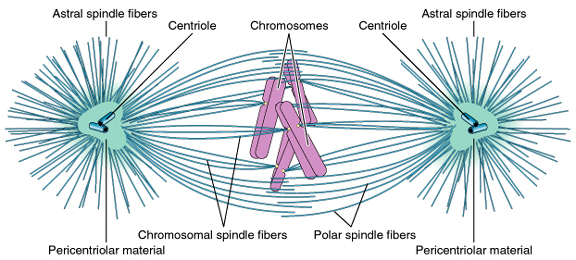 Astral spindle fibers
Astral spindle fibers
Centriole
Chromosomes
Centriole
Chromosomal spindle fibers
Polar spindle fibers
Pericentriolar material
Pericentriolar material